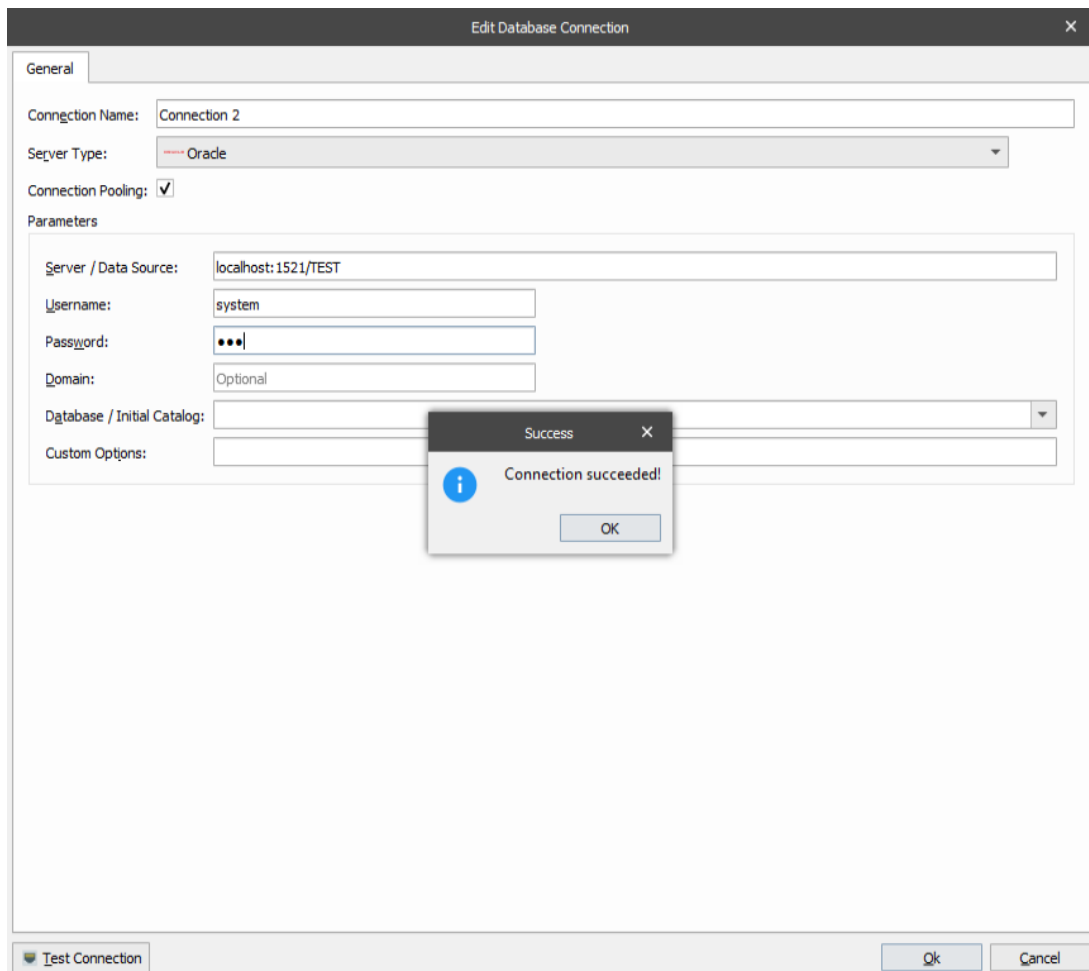 Edit Database Connection
General
Connection Name: Connection 2
Server Type: Oracle
Connection Pooling:
Parameters
Server / Data Source: localhost:1521/TEST
Username: system
Password: •••
Domain: Optional
Database / Initial Catalog:
Custom Options:
Success
Connection succeeded!
OK
Test Connection
Ok
Cancel